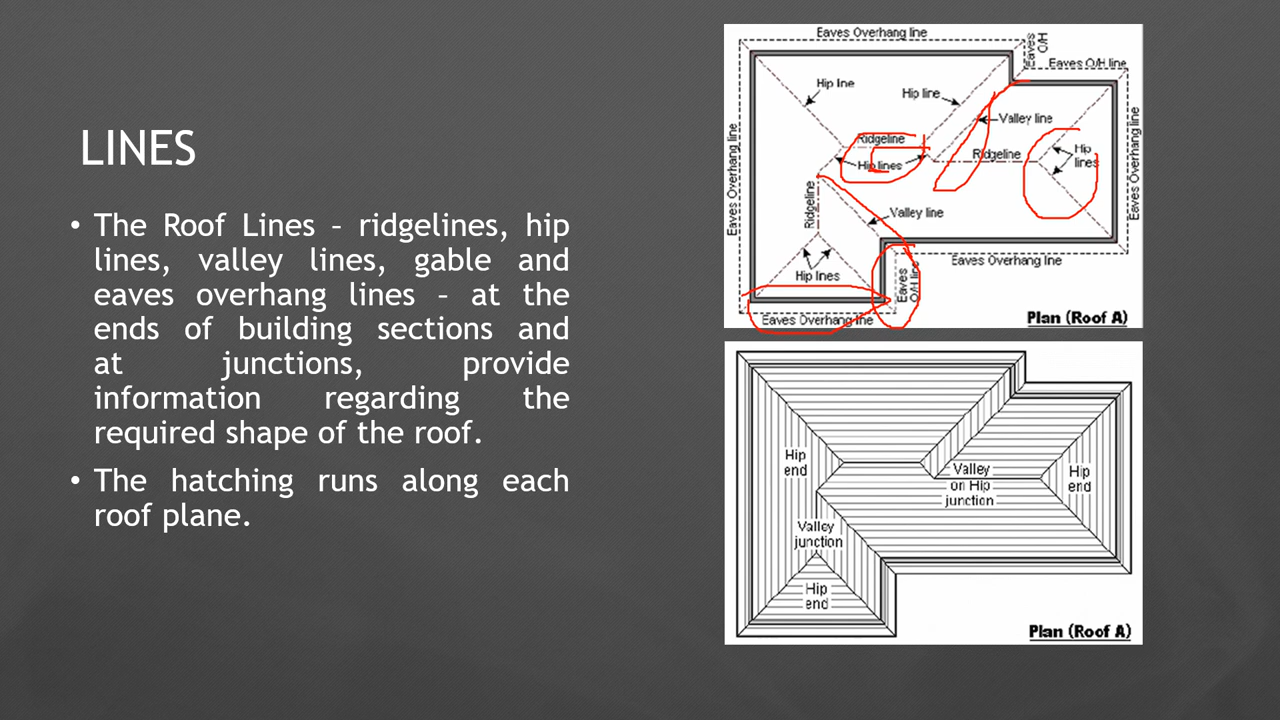 LINES
• The Roof Lines – ridgelines, hip
lines, valley lines, gable and
eaves overhang lines – at the
ends of building sections and
at junctions, provide
information regarding the
required shape of the roof.
• The hatching runs along each
roof plane.
Eaves Overhang line
Eaves
O/H
Eaves O/H line
Hip line
Hip line
Valley line
Ridgeline
Ridgeline
Hip lines
Hip
lines
Eaves Overhang line
Eaves Overhang line
Ridgeline
Valley line
Hip lines
Eaves
O/H line
Eaves Overhang line
Eaves Overhang line
Plan (Roof A)
Hip
end
Valley
on Hip
junction
Hip
end
Valley
junction
Hip
end
Plan (Roof A)